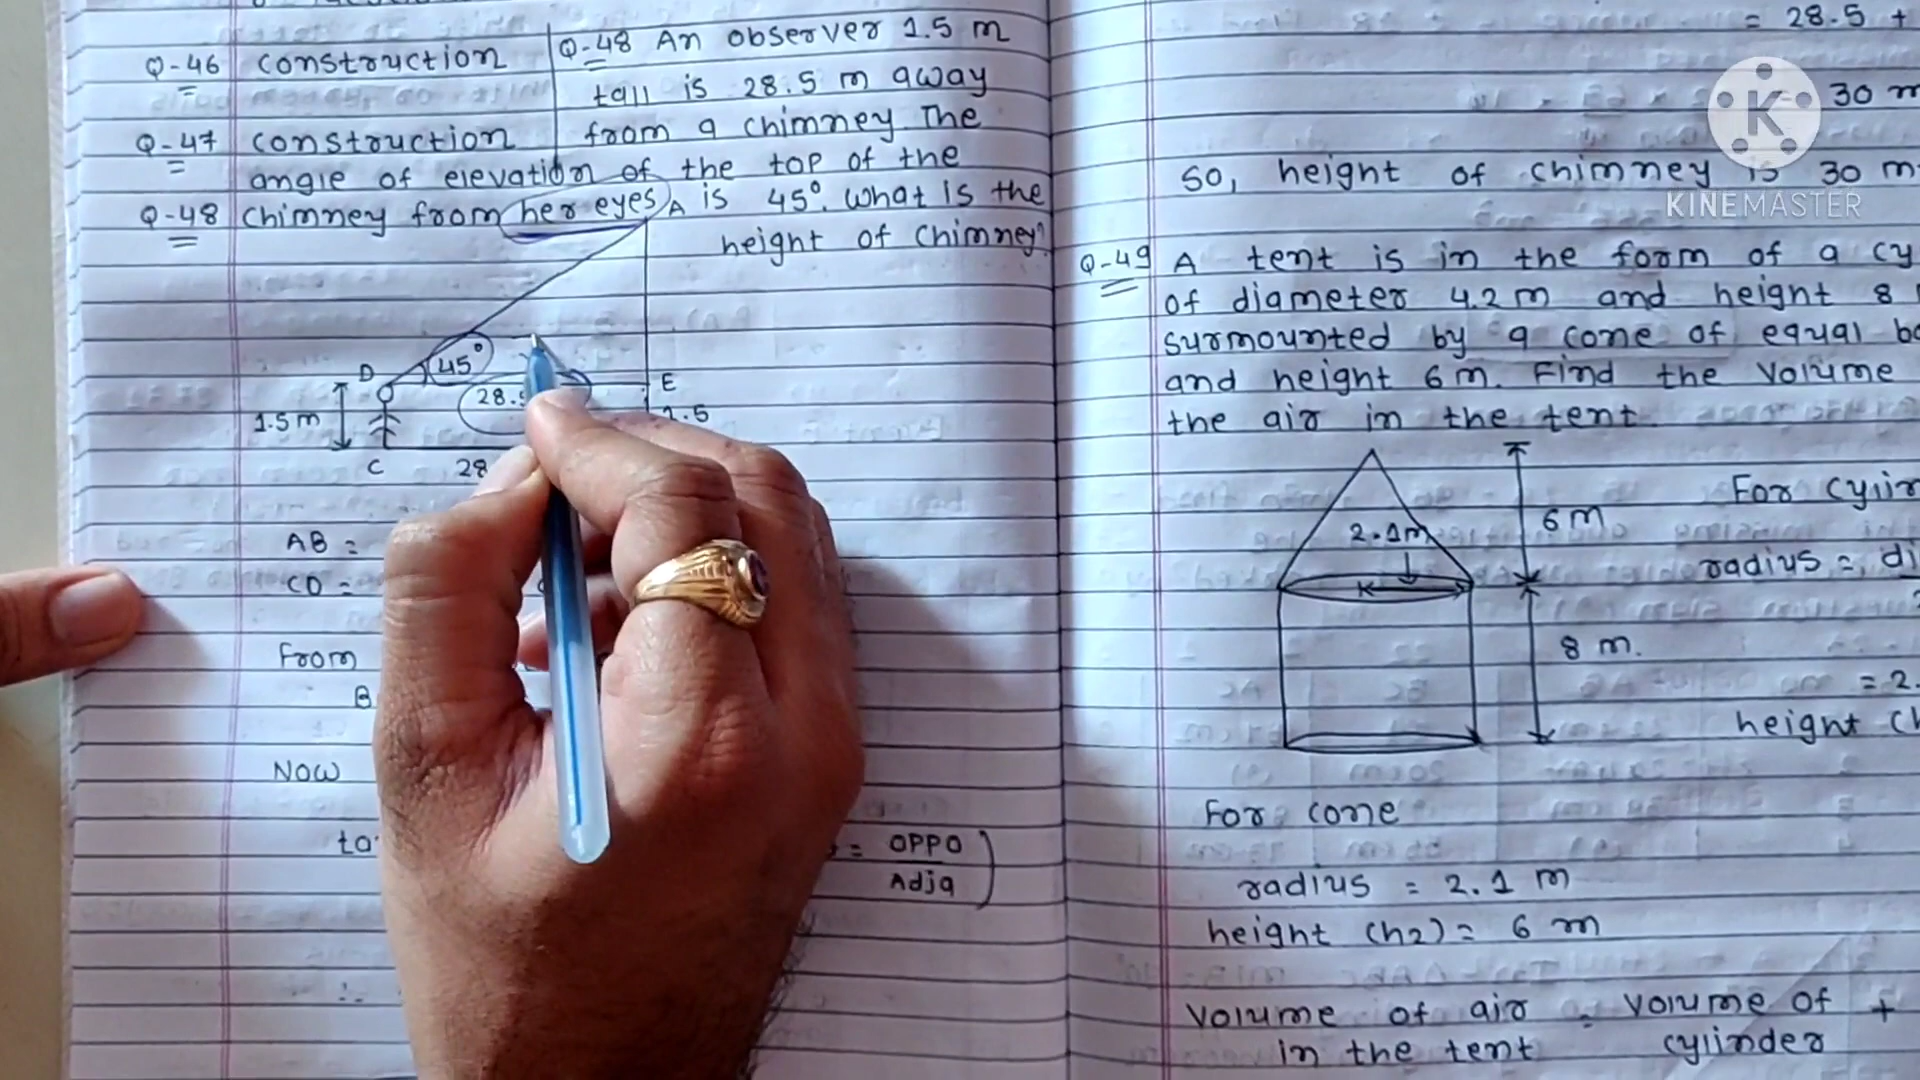 Q-46 construction
Q-47 construction
Q-48 An observer 1.5 m
tall is 28.5 m away
from a chimney. The
angle of elevation of the top of the
Q-48 chimney from her eyes is 45°. What is the
height of chimney?
A
D 45° E
28.5
1.5 m 1.5
C 28
AB =
CD =
From
B
Now
= OPPO
Adja
= 28.5 +
30 m
So, height of chimney is 30 m
K
KINEMASTER
Q-49 A tent is in the form of a cy
of diameter 4.2 m and height 8
surmounted by a cone of equal ba
and height 6 m. Find the volume
the air in the tent.
6 m
2.1 m
8 m.
For cylin
radius = di
= 2.
height (h
For cone
radius = 2.1 m
height (h2) = 6 m
Volume of air = Volume of +
in the tent cylinder